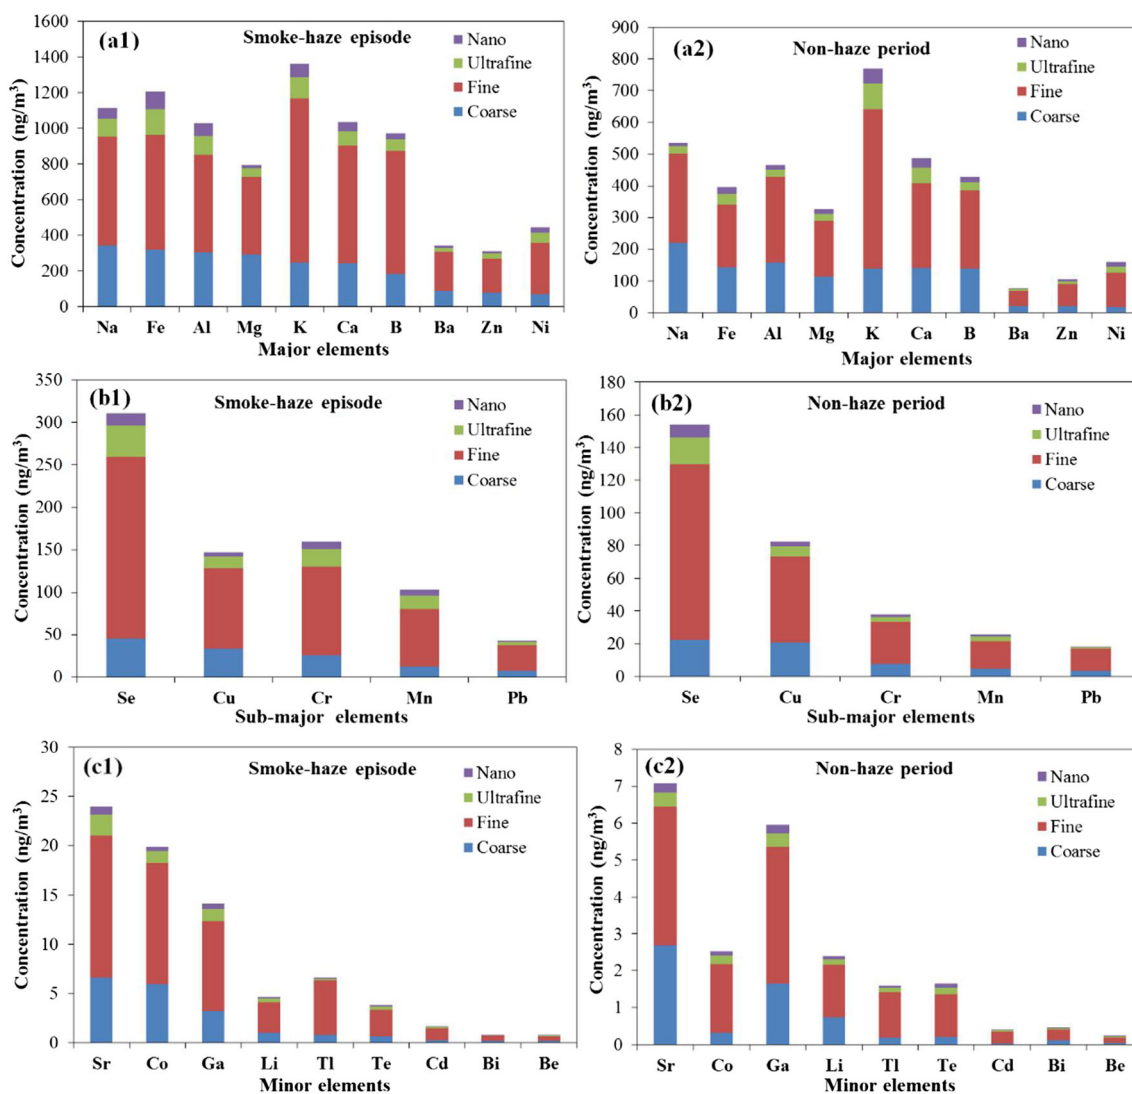 (a1) Smoke-haze episode
Nano
Ultrafine
Fine
Coarse
Concentration (ng/m³)
1600
1400
1200
1000
800
600
400
200
0
Na Fe Al Mg K Ca B Ba Zn Ni
Major elements
(a2) Non-haze period
Nano
Ultrafine
Fine
Coarse
Concentration (ng/m³)
900
800
700
600
500
400
300
200
100
0
Na Fe Al Mg K Ca B Ba Zn Ni
Major elements
(b1) Smoke-haze episode
Nano
Ultrafine
Fine
Coarse
Concentration (ng/m³)
350
300
250
200
150
100
50
0
Se Cu Cr Mn Pb
Sub-major elements
(b2) Non-haze period
Nano
Ultrafine
Fine
Coarse
Concentration (ng/m³)
180
160
140
120
100
80
60
40
20
0
Se Cu Cr Mn Pb
Sub-major elements
(c1) Smoke-haze episode
Nano
Ultrafine
Fine
Coarse
Concentration (ng/m³)
30
25
20
15
10
5
0
Sr Co Ga Li Tl Te Cd Bi Be
Minor elements
(c2) Non-haze period
Nano
Ultrafine
Fine
Coarse
Concentration (ng/m³)
8
7
6
5
4
3
2
1
0
Sr Co Ga Li Tl Te Cd Bi Be
Minor elements